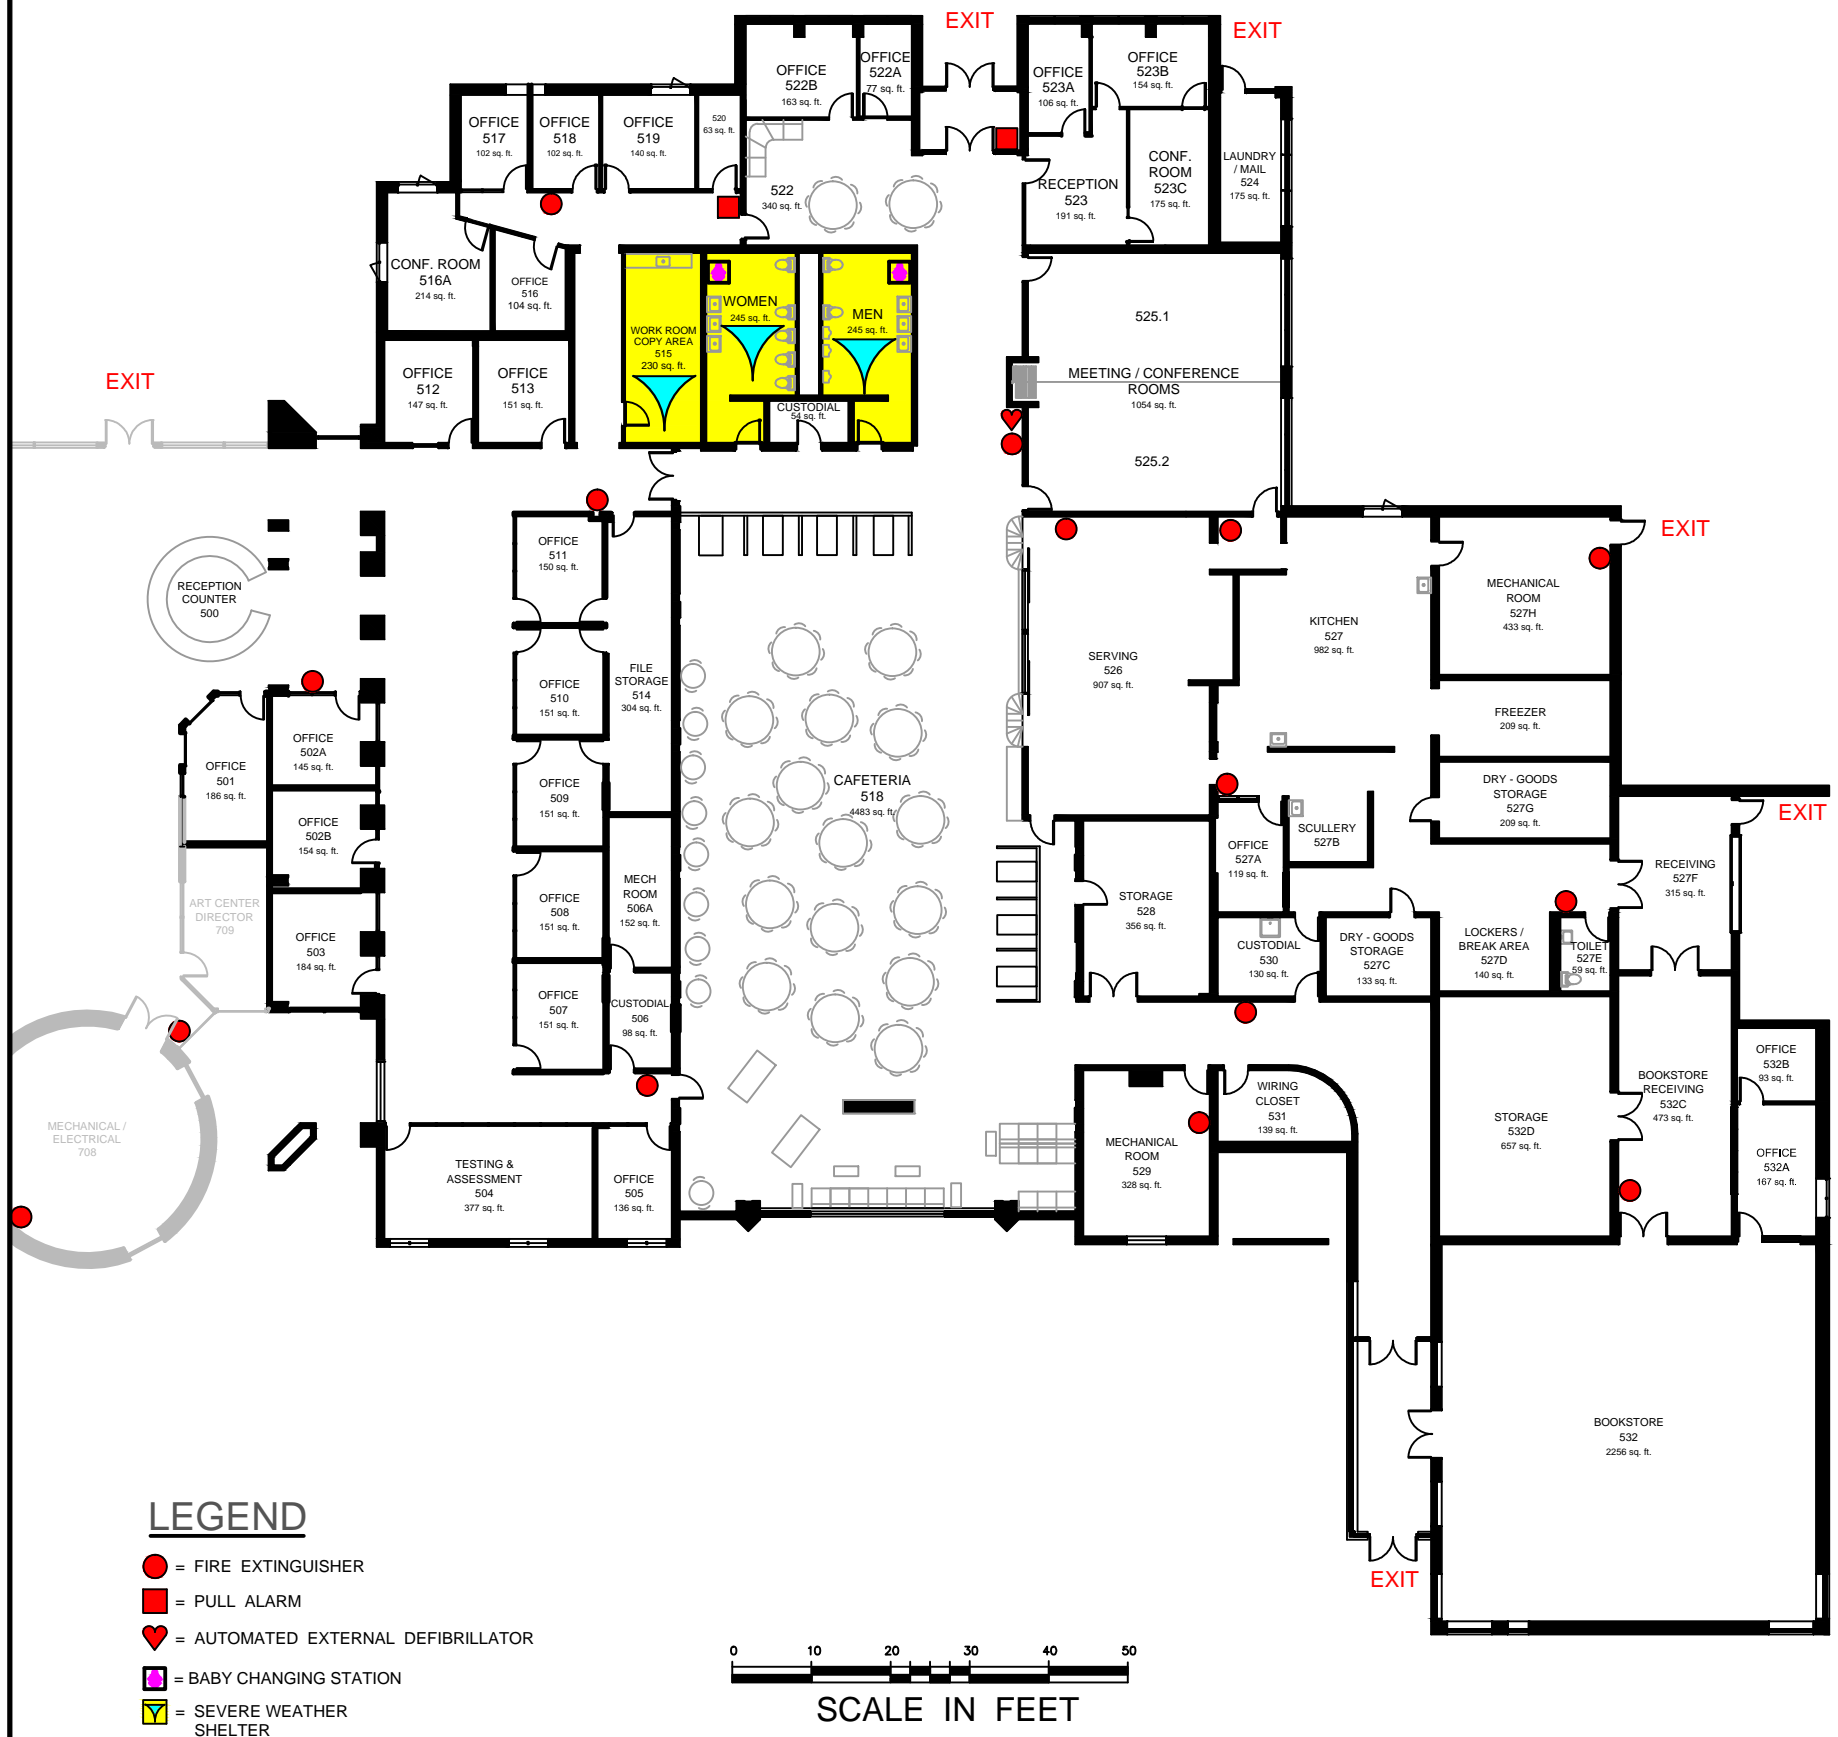 EXIT
EXIT
OFFICE
522B
163 sq. ft.
OFFICE
522A
77 sq. ft.
OFFICE
523A
106 sq. ft.
OFFICE
523B
154 sq. ft.
OFFICE
517
102 sq. ft.
OFFICE
518
102 sq. ft.
OFFICE
519
140 sq. ft.
520
63 sq. ft.
522
340 sq. ft.
RECEPTION
523
191 sq. ft.
CONF.
ROOM
523C
175 sq. ft.
LAUNDRY
/ MAIL
524
175 sq. ft.
CONF. ROOM
516A
214 sq. ft.
OFFICE
516
104 sq. ft.
WORK ROOM
COPY AREA
515
230 sq. ft.
WOMEN
245 sq. ft.
MEN
245 sq. ft.
CUSTODIAL
54 sq. ft.
525.1
MEETING / CONFERENCE
ROOMS
1054 sq. ft.
525.2
EXIT
OFFICE
512
147 sq. ft.
OFFICE
513
151 sq. ft.
RECEPTION
COUNTER
500
OFFICE
511
150 sq. ft.
OFFICE
510
151 sq. ft.
FILE
STORAGE
514
304 sq. ft.
SERVING
526
907 sq. ft.
KITCHEN
527
982 sq. ft.
MECHANICAL
ROOM
527H
433 sq. ft.
EXIT
FREEZER
209 sq. ft.
DRY - GOODS
STORAGE
527G
209 sq. ft.
EXIT
OFFICE
501
186 sq. ft.
OFFICE
502A
145 sq. ft.
OFFICE
502B
154 sq. ft.
OFFICE
509
151 sq. ft.
CAFETERIA
518
4483 sq. ft.
OFFICE
527A
119 sq. ft.
SCULLERY
527B
RECEIVING
527F
315 sq. ft.
ART CENTER
DIRECTOR
709
OFFICE
503
184 sq. ft.
OFFICE
508
151 sq. ft.
MECH
ROOM
506A
152 sq. ft.
STORAGE
528
356 sq. ft.
CUSTODIAL
530
130 sq. ft.
DRY - GOODS
STORAGE
527C
133 sq. ft.
LOCKERS /
BREAK AREA
527D
140 sq. ft.
TOILET
527E
59 sq. ft.
OFFICE
507
151 sq. ft.
CUSTODIAL
506
98 sq. ft.
MECHANICAL /
ELECTRICAL
708
TESTING &
ASSESSMENT
504
377 sq. ft.
OFFICE
505
136 sq. ft.
MECHANICAL
ROOM
529
328 sq. ft.
WIRING
CLOSET
531
139 sq. ft.
STORAGE
532D
657 sq. ft.
BOOKSTORE
RECEIVING
532C
473 sq. ft.
OFFICE
532B
93 sq. ft.
OFFICE
532A
167 sq. ft.
BOOKSTORE
532
2256 sq. ft.
EXIT
LEGEND
= FIRE EXTINGUISHER
= PULL ALARM
= AUTOMATED EXTERNAL DEFIBRILLATOR
= BABY CHANGING STATION
= SEVERE WEATHER
SHELTER
0 10 20 30 40 50
SCALE IN FEET